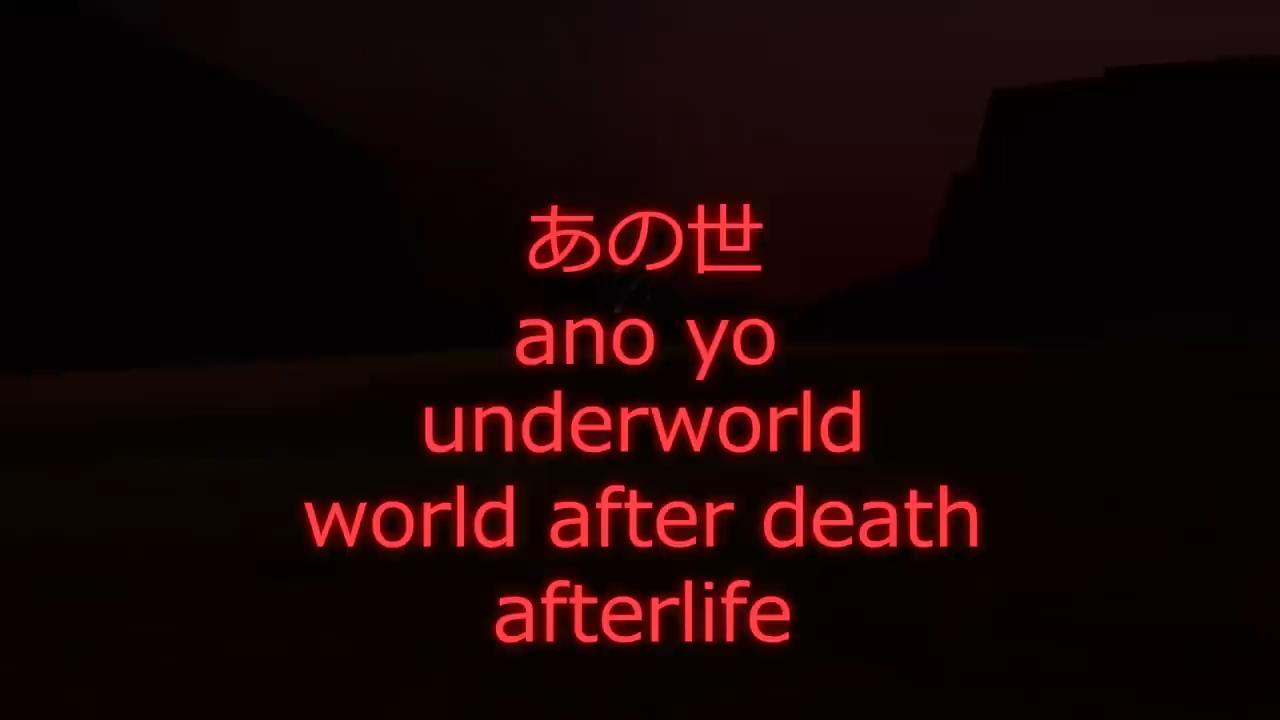 あの世
ano yo
underworld
world after death
afterlife